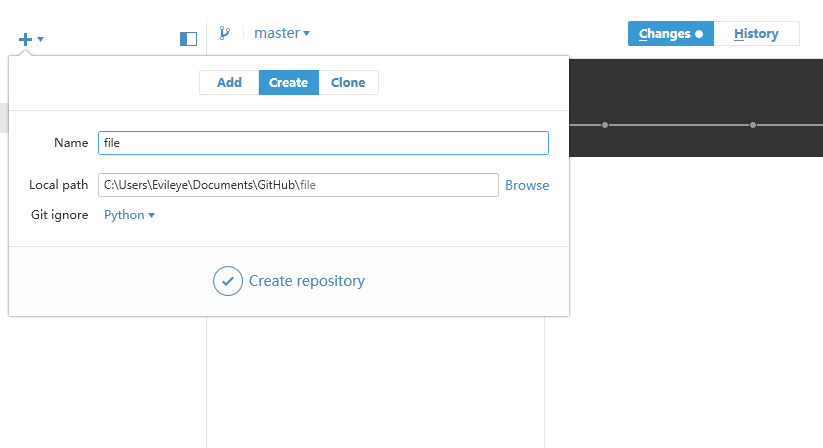 master
Changes
History
Add Create Clone
Name file
Local path C:\Users\Evileye\Documents\GitHub\file Browse
Git ignore Python
Create repository